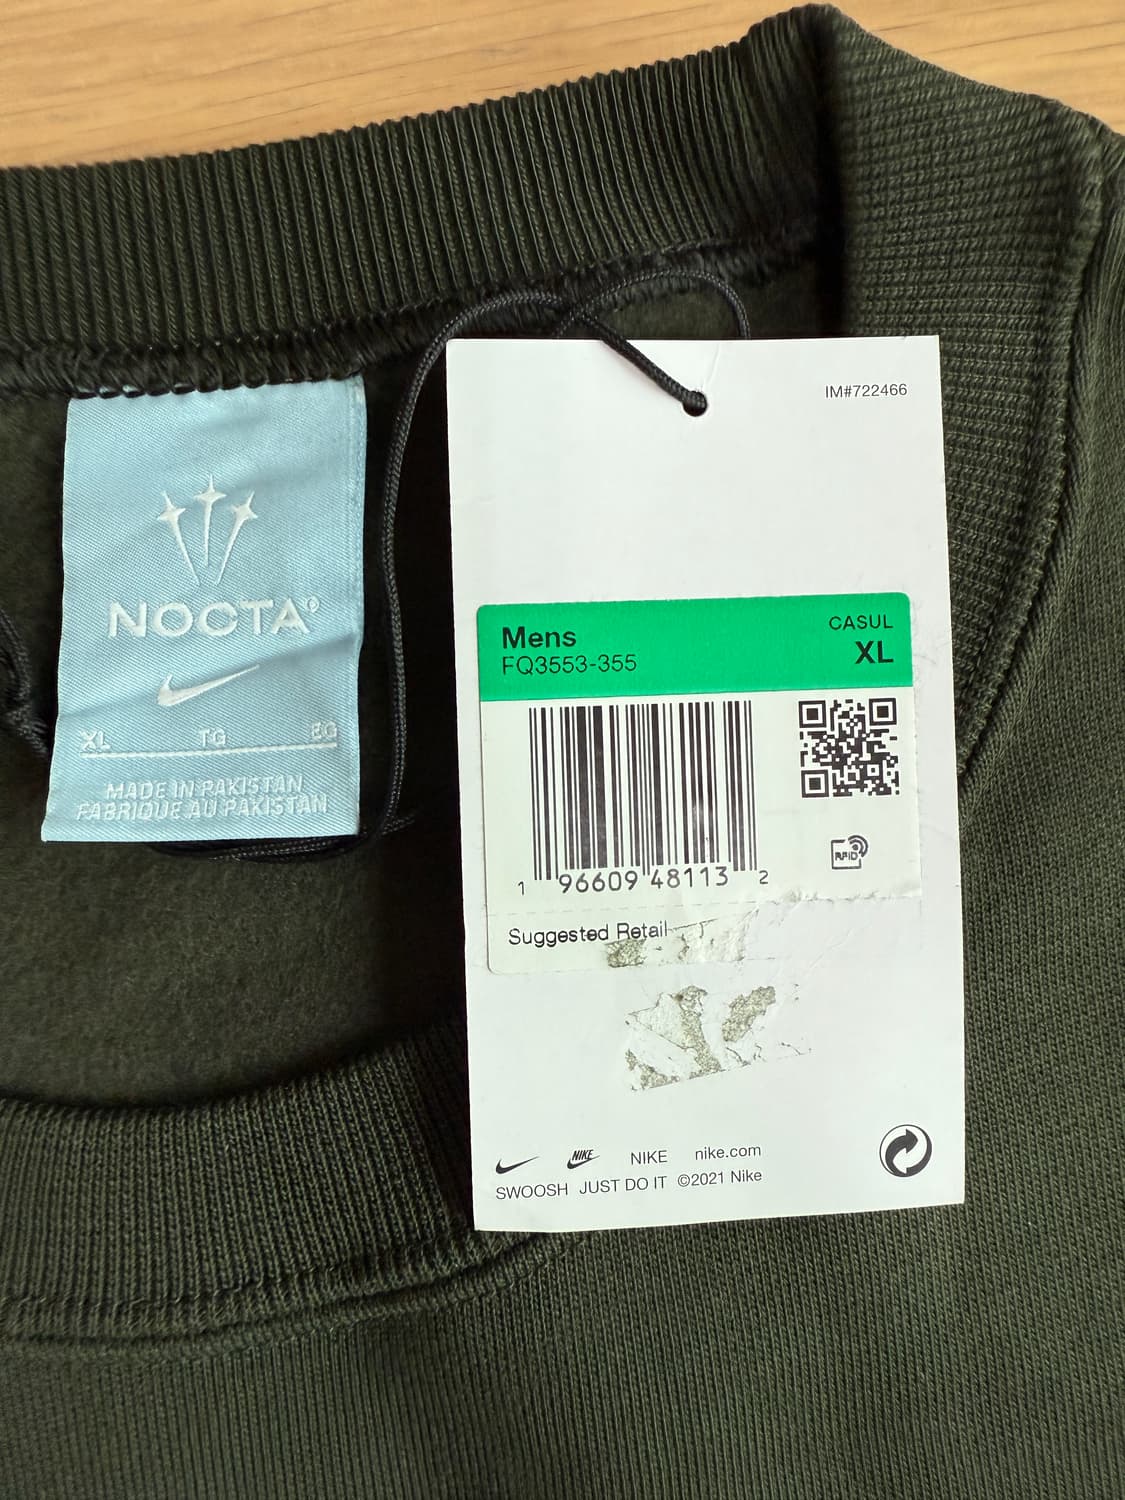 NOCTA®
XL TG EG
MADE IN PAKISTAN
FABRIQUE AU PAKISTAN
IM#722466
Mens
FQ3553-355
CASUL
XL
1 96609 48113 2
RFID
Suggested Retail
NIKE NIKE nike.com
SWOOSH JUST DO IT ©2021 Nike